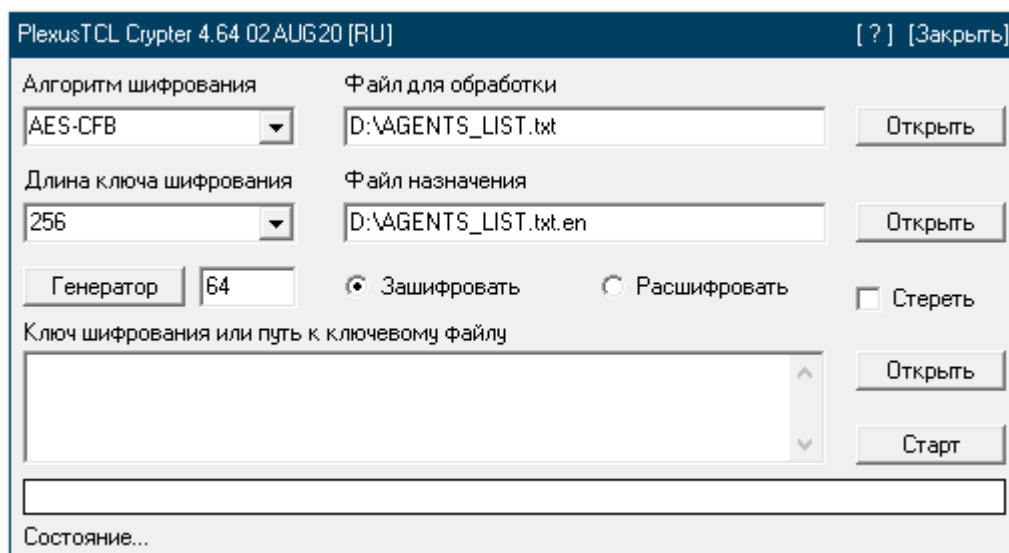 PlexusTCL Crypter 4.64 02AUG20 [RU] [ ? ] [Закрыть]
Алгоритм шифрования Файл для обработки
AES-CFB D:\AGENTS_LIST.txt Открыть
Длина ключа шифрования Файл назначения
256 D:\AGENTS_LIST.txt.en Открыть
Генератор 64 Зашифровать Расшифровать Стереть
Ключ шифрования или путь к ключевому файлу
Открыть
Старт
Состояние...